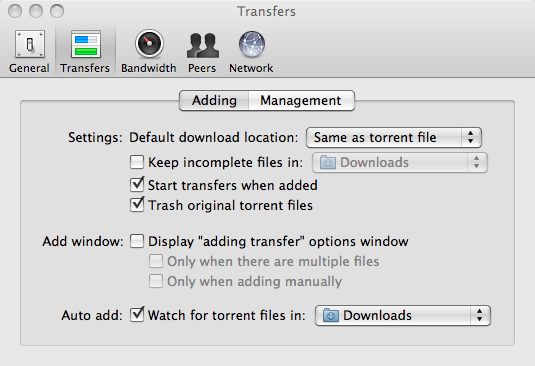 Transfers
General Transfers Bandwidth Peers Network
Adding Management
Settings: Default download location: Same as torrent file
Keep incomplete files in: Downloads
Start transfers when added
Trash original torrent files
Add window: Display "adding transfer" options window
Only when there are multiple files
Only when adding manually
Auto add: Watch for torrent files in: Downloads